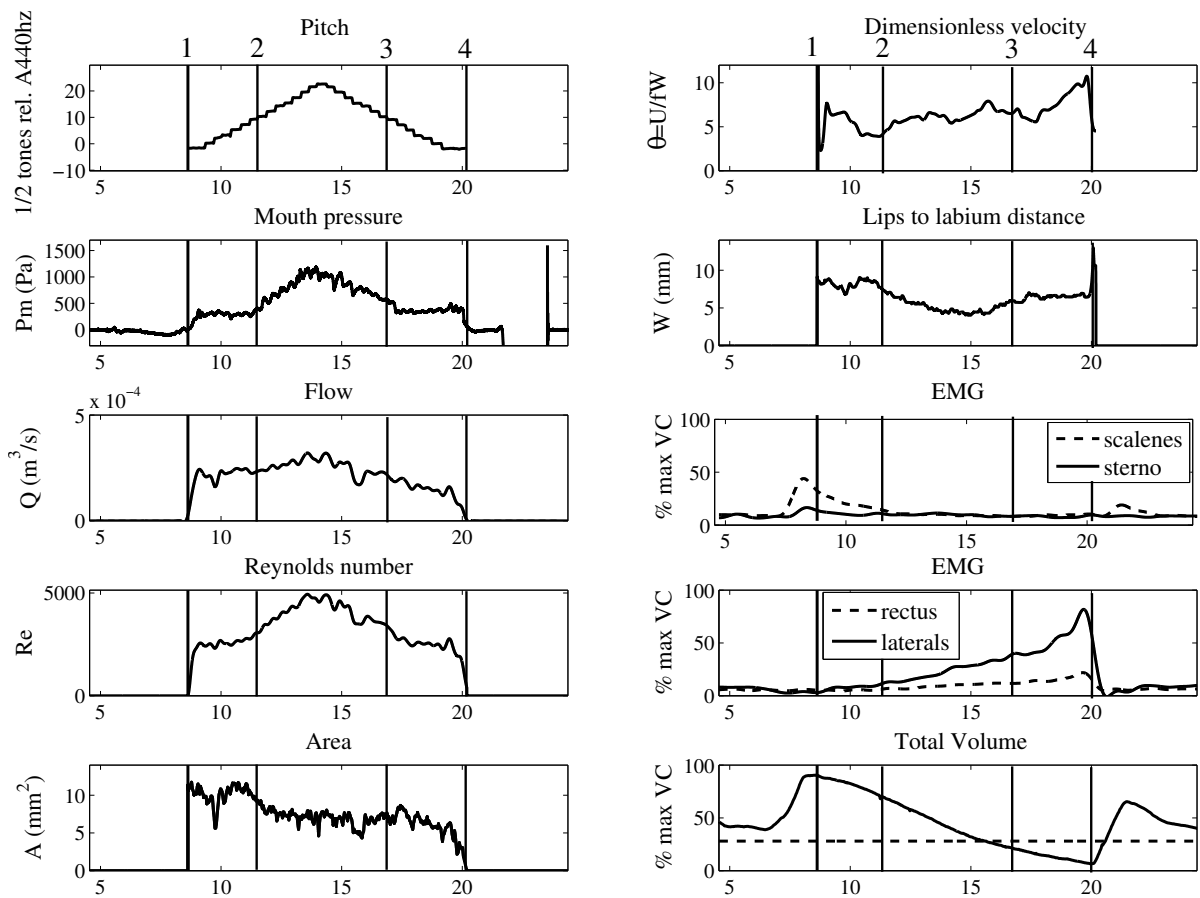 Pitch
1 2 3 4
1/2 tones rel. A440hz
20
10
0
−10
5 10 15 20
Mouth pressure
Pm (Pa)
1500
1000
500
0
5 10 15 20
Flow
x 10⁻⁴
Q (m³/s)
5
0
5 10 15 20
Reynolds number
Re
5000
0
5 10 15 20
Area
A (mm²)
10
5
0
5 10 15 20
Dimensionless velocity
1 2 3 4
θ=U/fW
10
5
0
5 10 15 20
Lips to labium distance
W (mm)
10
5
0
5 10 15 20
EMG
% max VC
100
50
0
scalenes
sterno
5 10 15 20
EMG
% max VC
100
50
0
rectus
laterals
5 10 15 20
Total Volume
% max VC
100
50
0
5 10 15 20